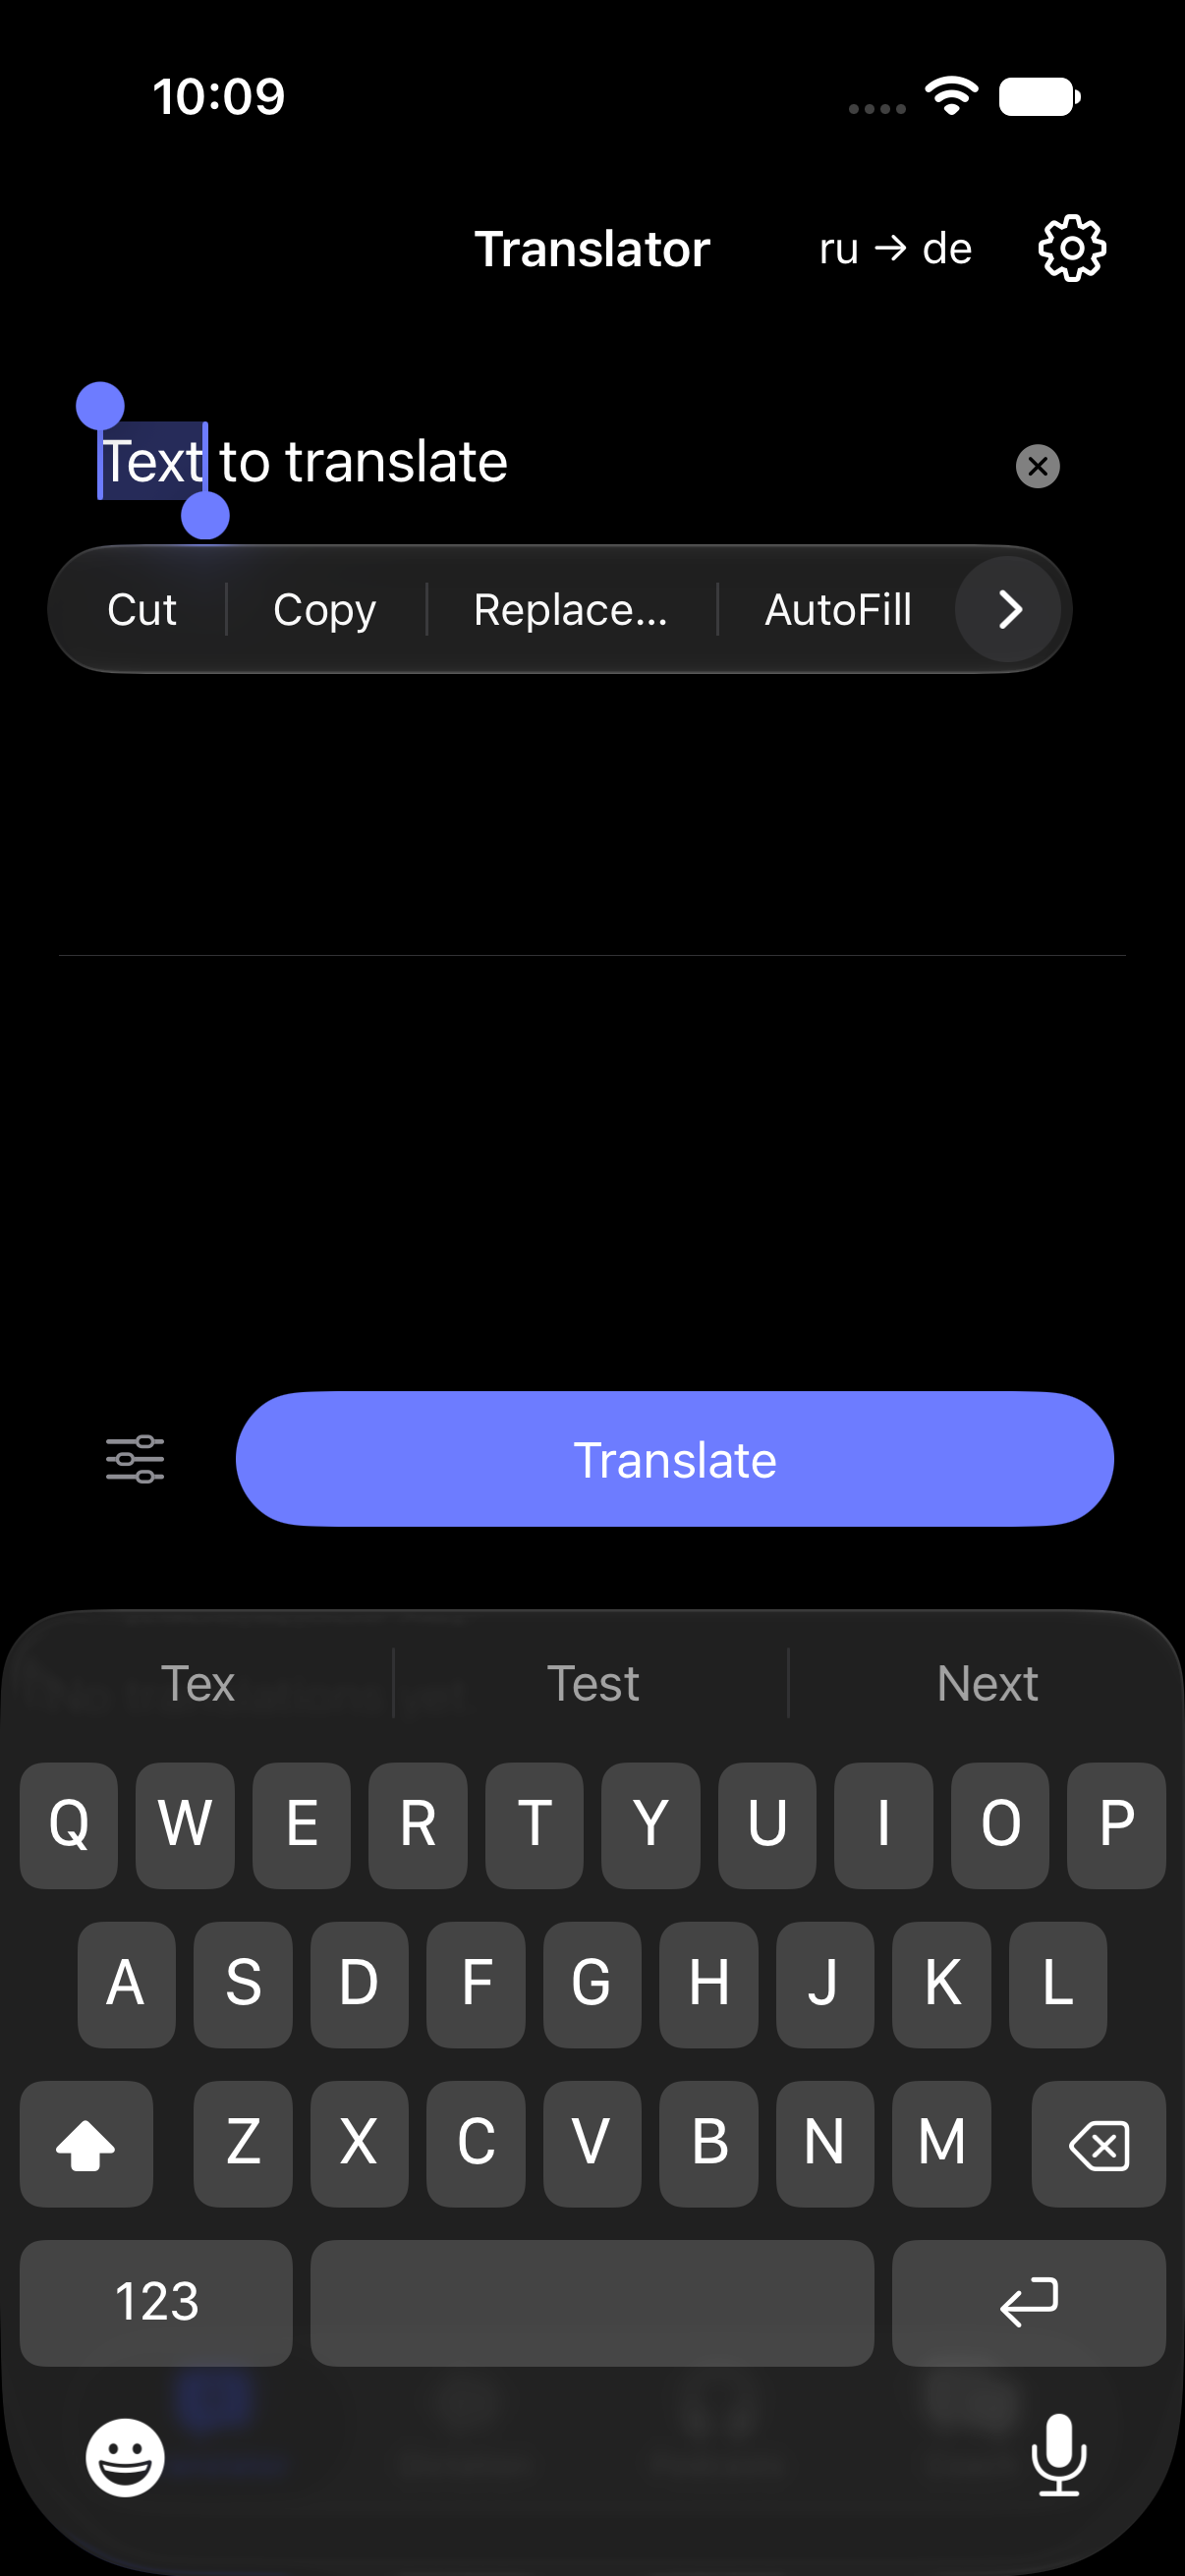 10:09
Translator ru → de
Text to translate
Cut Copy Replace... AutoFill
Translate
Tex Test Next
Q W E R T Y U I O P
A S D F G H J K L
Z X C V B N M
123